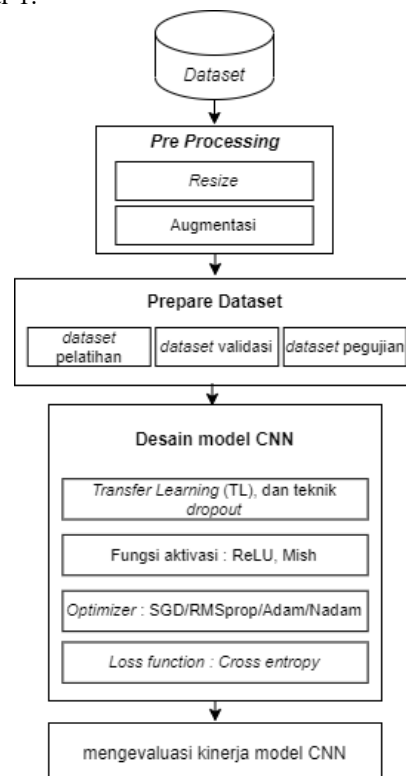 Dataset
Pre Processing
Resize
Augmentasi
Prepare Dataset
dataset
pelatihan
dataset validasi
dataset pegujian
Desain model CNN
Transfer Learning (TL), dan teknik
dropout
Fungsi aktivasi : ReLU, Mish
Optimizer : SGD/RMSprop/Adam/Nadam
Loss function : Cross entropy
mengevaluasi kinerja model CNN